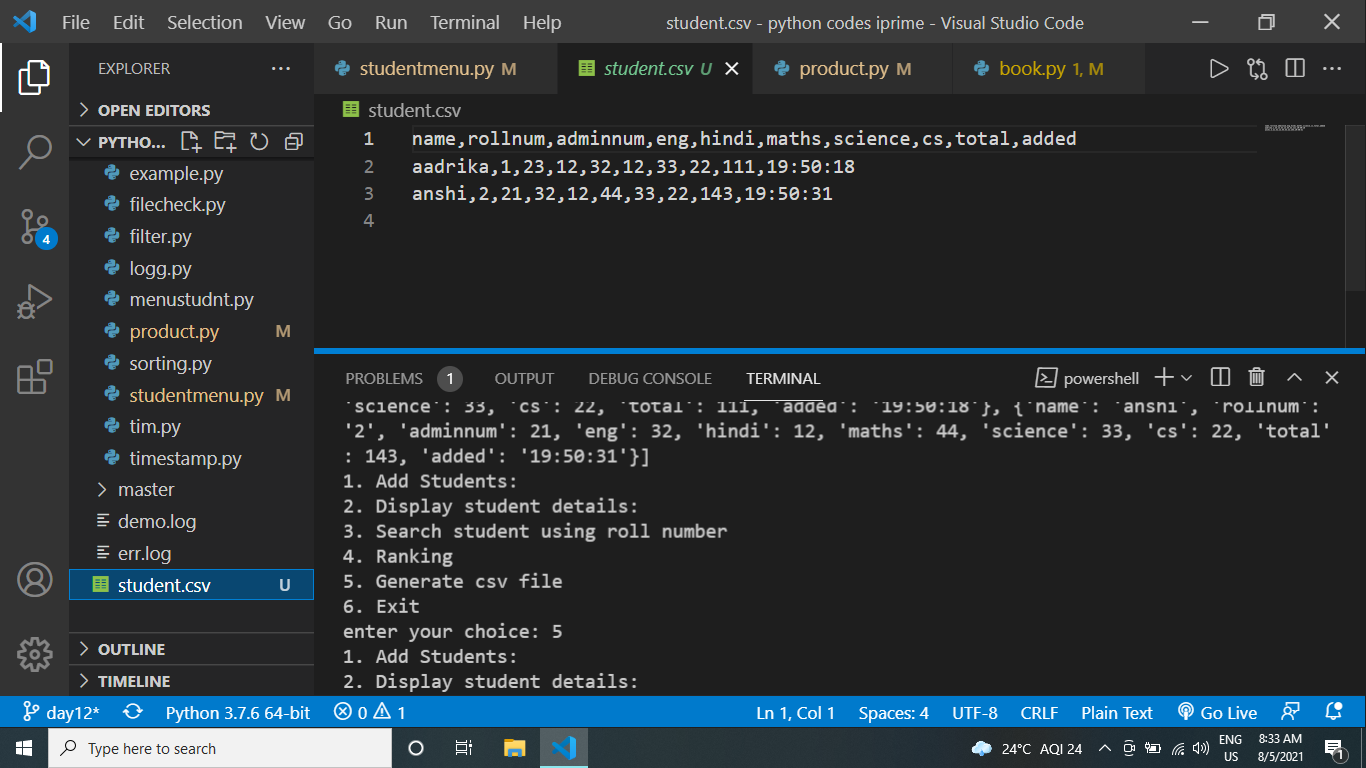 File Edit Selection View Go Run Terminal Help student.csv - python codes iprime - Visual Studio Code
EXPLORER
studentmenu.py M student.csv U product.py M book.py 1, M
OPEN EDITORS
PYTHO...
example.py
filecheck.py
filter.py
logg.py
menustudnt.py
product.py M
sorting.py
studentmenu.py M
tim.py
timestamp.py
master
demo.log
err.log
student.csv U
OUTLINE
TIMELINE
4
student.csv
1 name,rollnum,adminnum,eng,hindi,maths,science,cs,total,added
2 aadrika,1,23,12,32,12,33,22,111,19:50:18
3 anshi,2,21,32,12,44,33,22,143,19:50:31
4
PROBLEMS 1 OUTPUT DEBUG CONSOLE TERMINAL powershell
'science': 33, 'cs': 22, 'total': 111, 'added': '19:50:18'}, {'name': 'anshi', 'rollnum':
'2', 'adminnum': 21, 'eng': 32, 'hindi': 12, 'maths': 44, 'science': 33, 'cs': 22, 'total'
: 143, 'added': '19:50:31'}]
1. Add Students:
2. Display student details:
3. Search student using roll number
4. Ranking
5. Generate csv file
6. Exit
enter your choice: 5
1. Add Students:
2. Display student details:
day12* Python 3.7.6 64-bit 0 1 Ln 1, Col 1 Spaces: 4 UTF-8 CRLF Plain Text Go Live
Type here to search 24°C AQI 24 ENG US 8:33 AM 8/5/2021 1